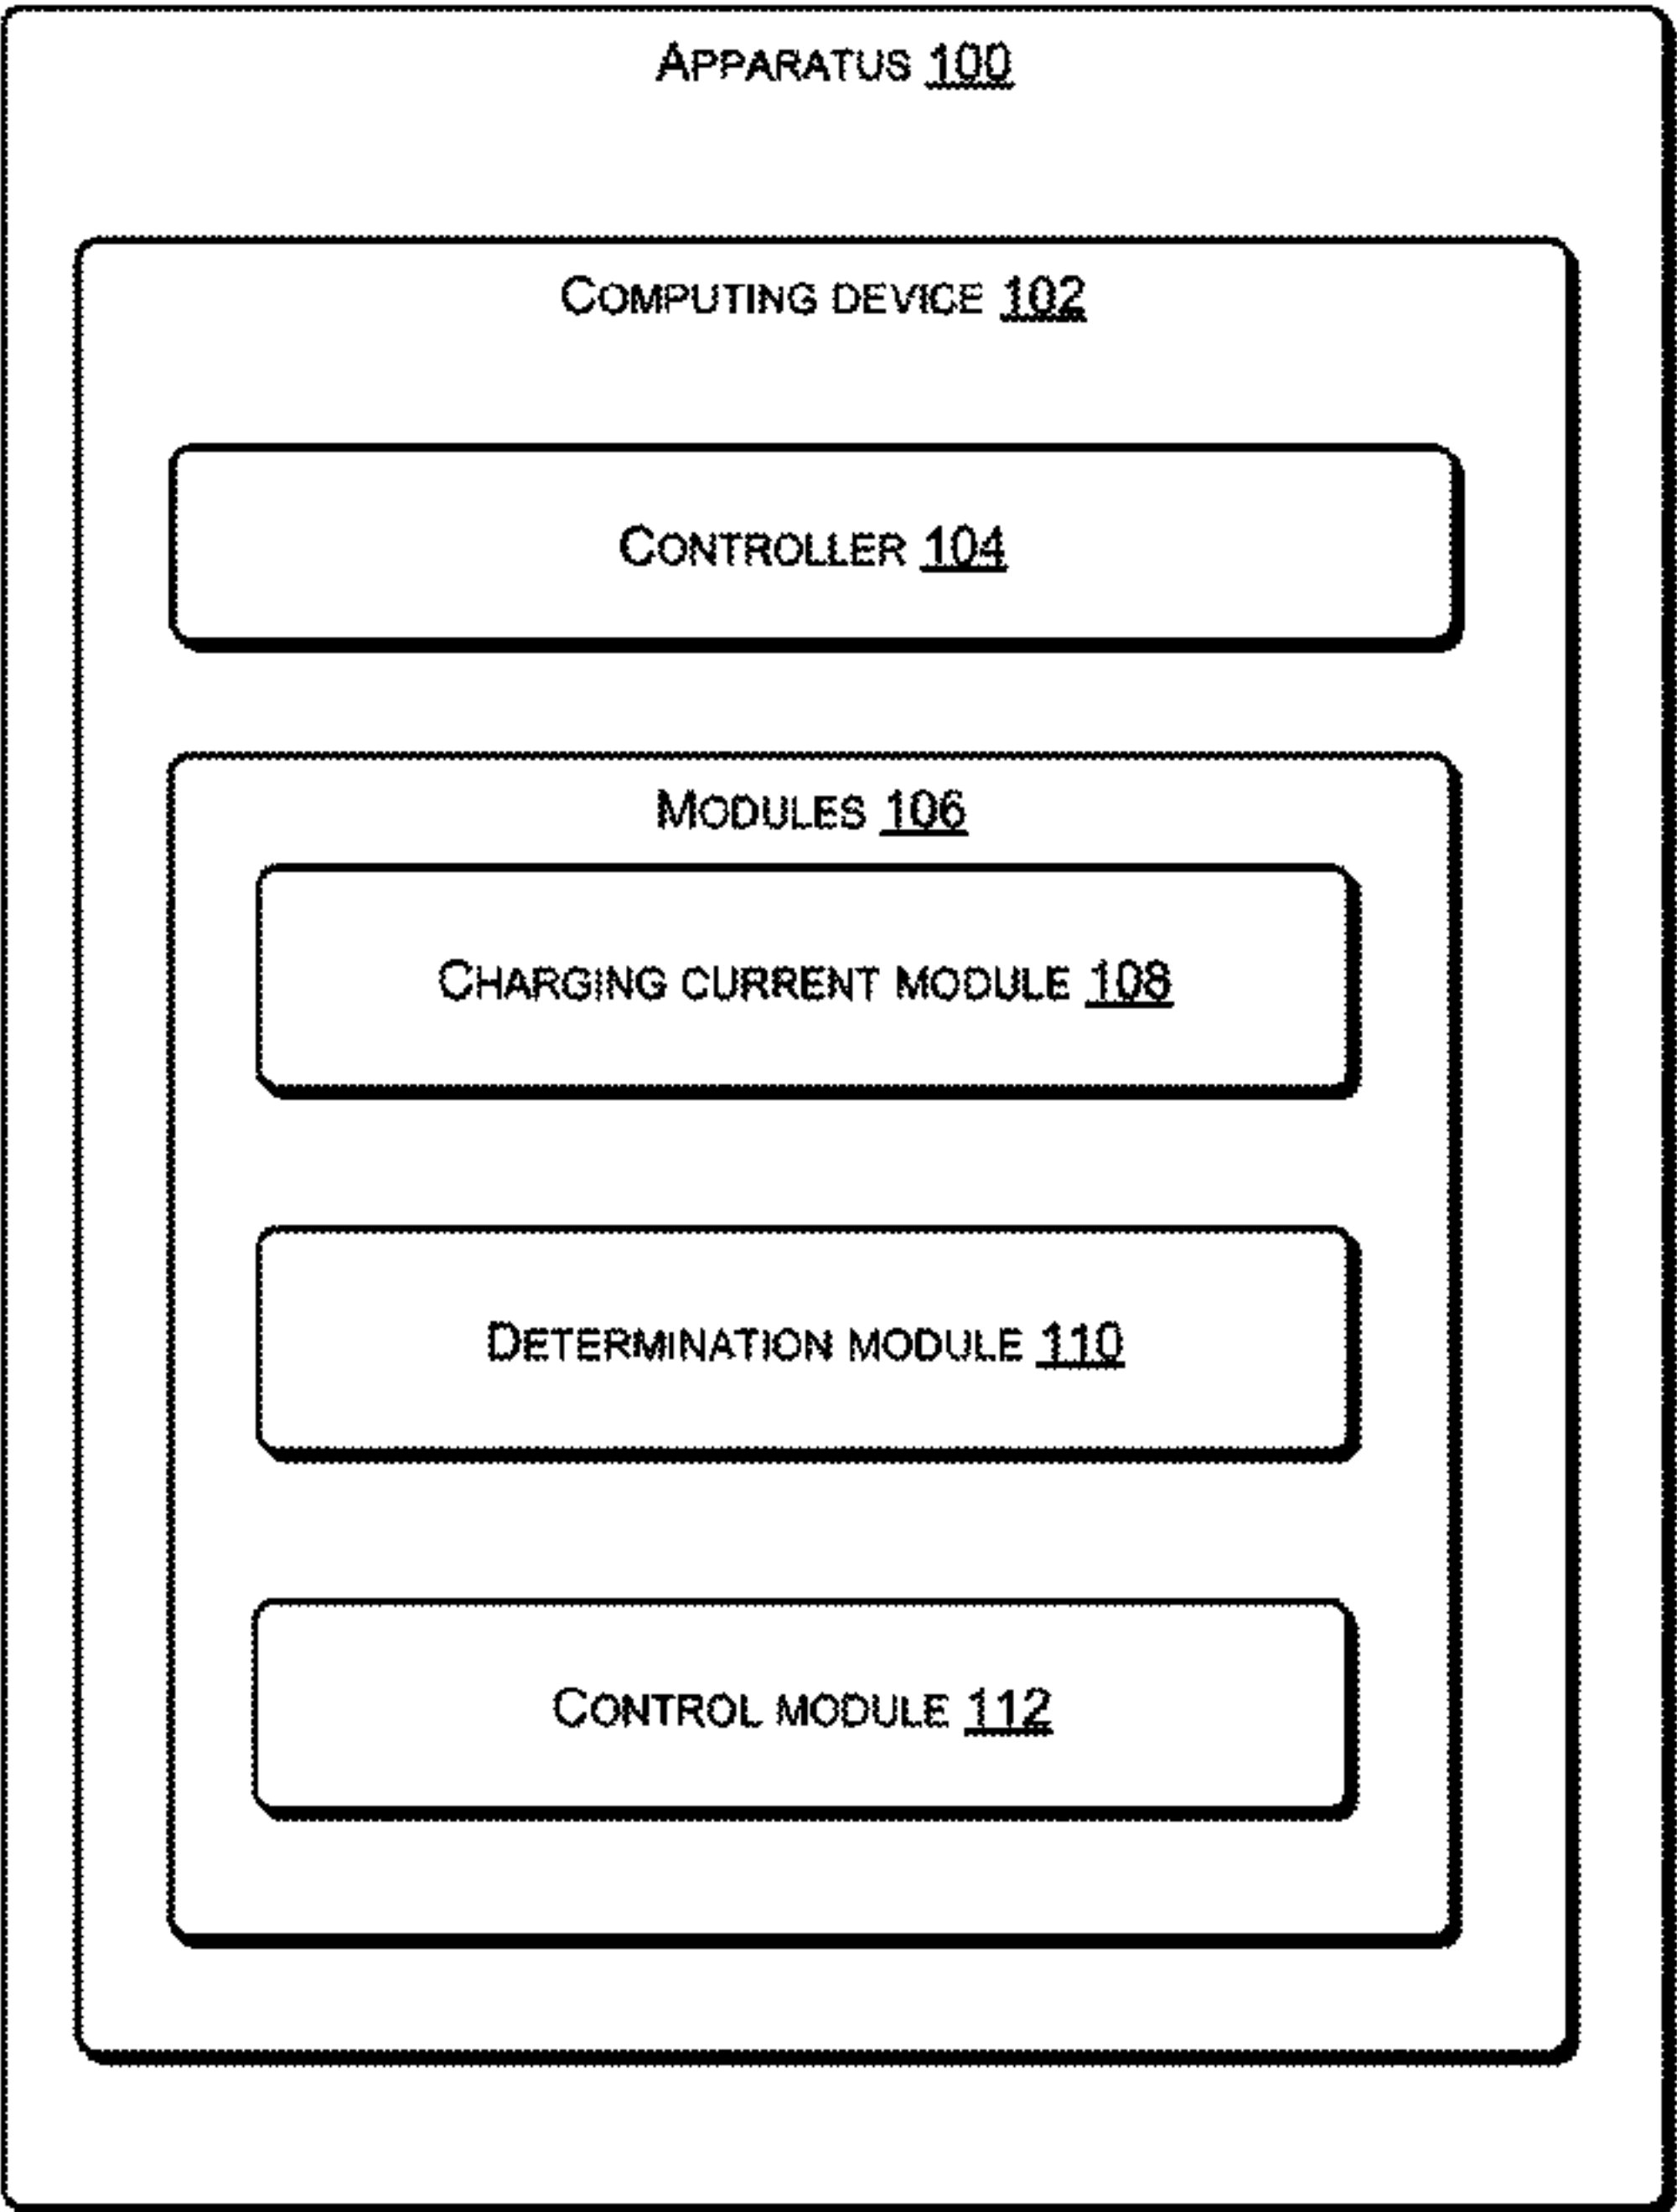 APPARATUS 100
COMPUTING DEVICE 102
CONTROLLER 104
MODULES 106
CHARGING CURRENT MODULE 108
DETERMINATION MODULE 110
CONTROL MODULE 112